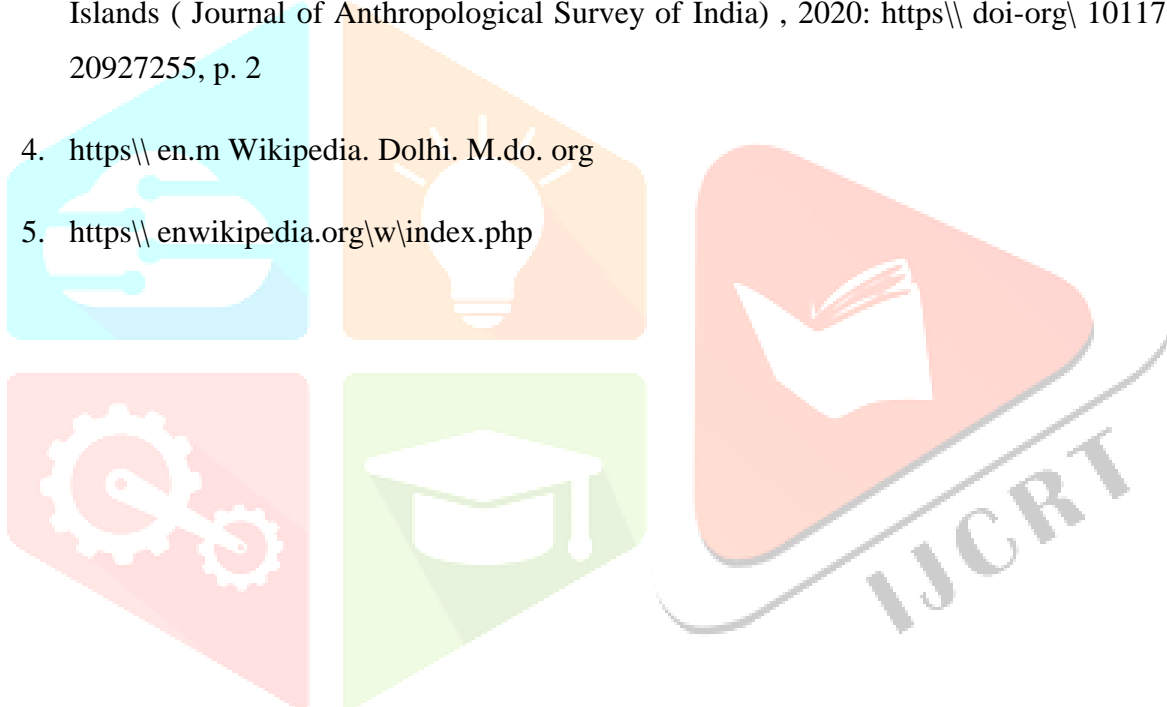 Islands ( Journal of Anthropological Survey of India) , 2020: https\\ doi-org\ 10117
20927255, p. 2
4. https\\ en.m Wikipedia. Dolhi. M.do. org
5. https\\ enwikipedia.org\w\index.php
IJCRT